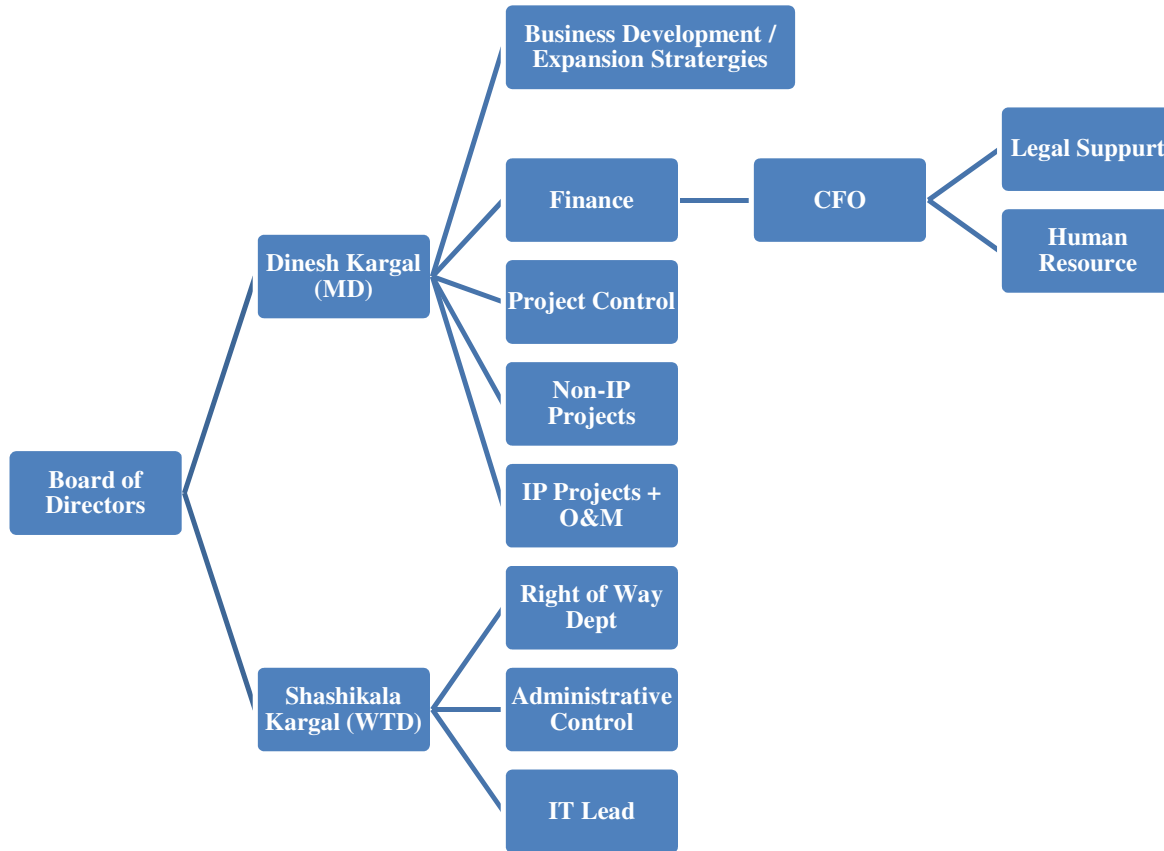 Business Development /
Expansion Stratergies
Legal Suppurt
Finance
CFO
Human
Resource
Dinesh Kargal
(MD)
Project Control
Non-IP
Projects
Board of
Directors
IP Projects +
O&M
Right of Way
Dept
Shashikala
Kargal (WTD)
Administrative
Control
IT Lead